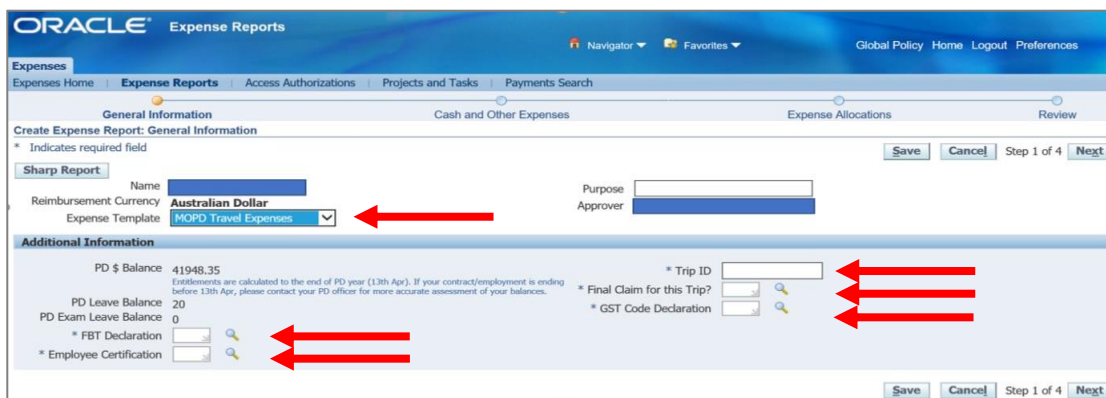 ORACLE Expense Reports
Navigator Favorites Global Policy Home Logout Preferences
Expenses
Expenses Home | Expense Reports | Access Authorizations | Projects and Tasks | Payments Search
General Information Cash and Other Expenses Expense Allocations Review
Create Expense Report: General Information
* Indicates required field
Save Cancel Step 1 of 4 Next
Sharp Report
Name
Purpose
Reimbursement Currency Australian Dollar
Approver
Expense Template MOPD Travel Expenses
Additional Information
PD $ Balance 41948.35
Entitlements are calculated to the end of PD year (13th Apr). If your contract/employment is ending
before 13th Apr, please contact your PD officer for more accurate assessment of your balances.
PD Leave Balance 20
PD Exam Leave Balance 0
* FBT Declaration
* Employee Certification
* Trip ID
* Final Claim for this Trip?
* GST Code Declaration
Save Cancel Step 1 of 4 Next